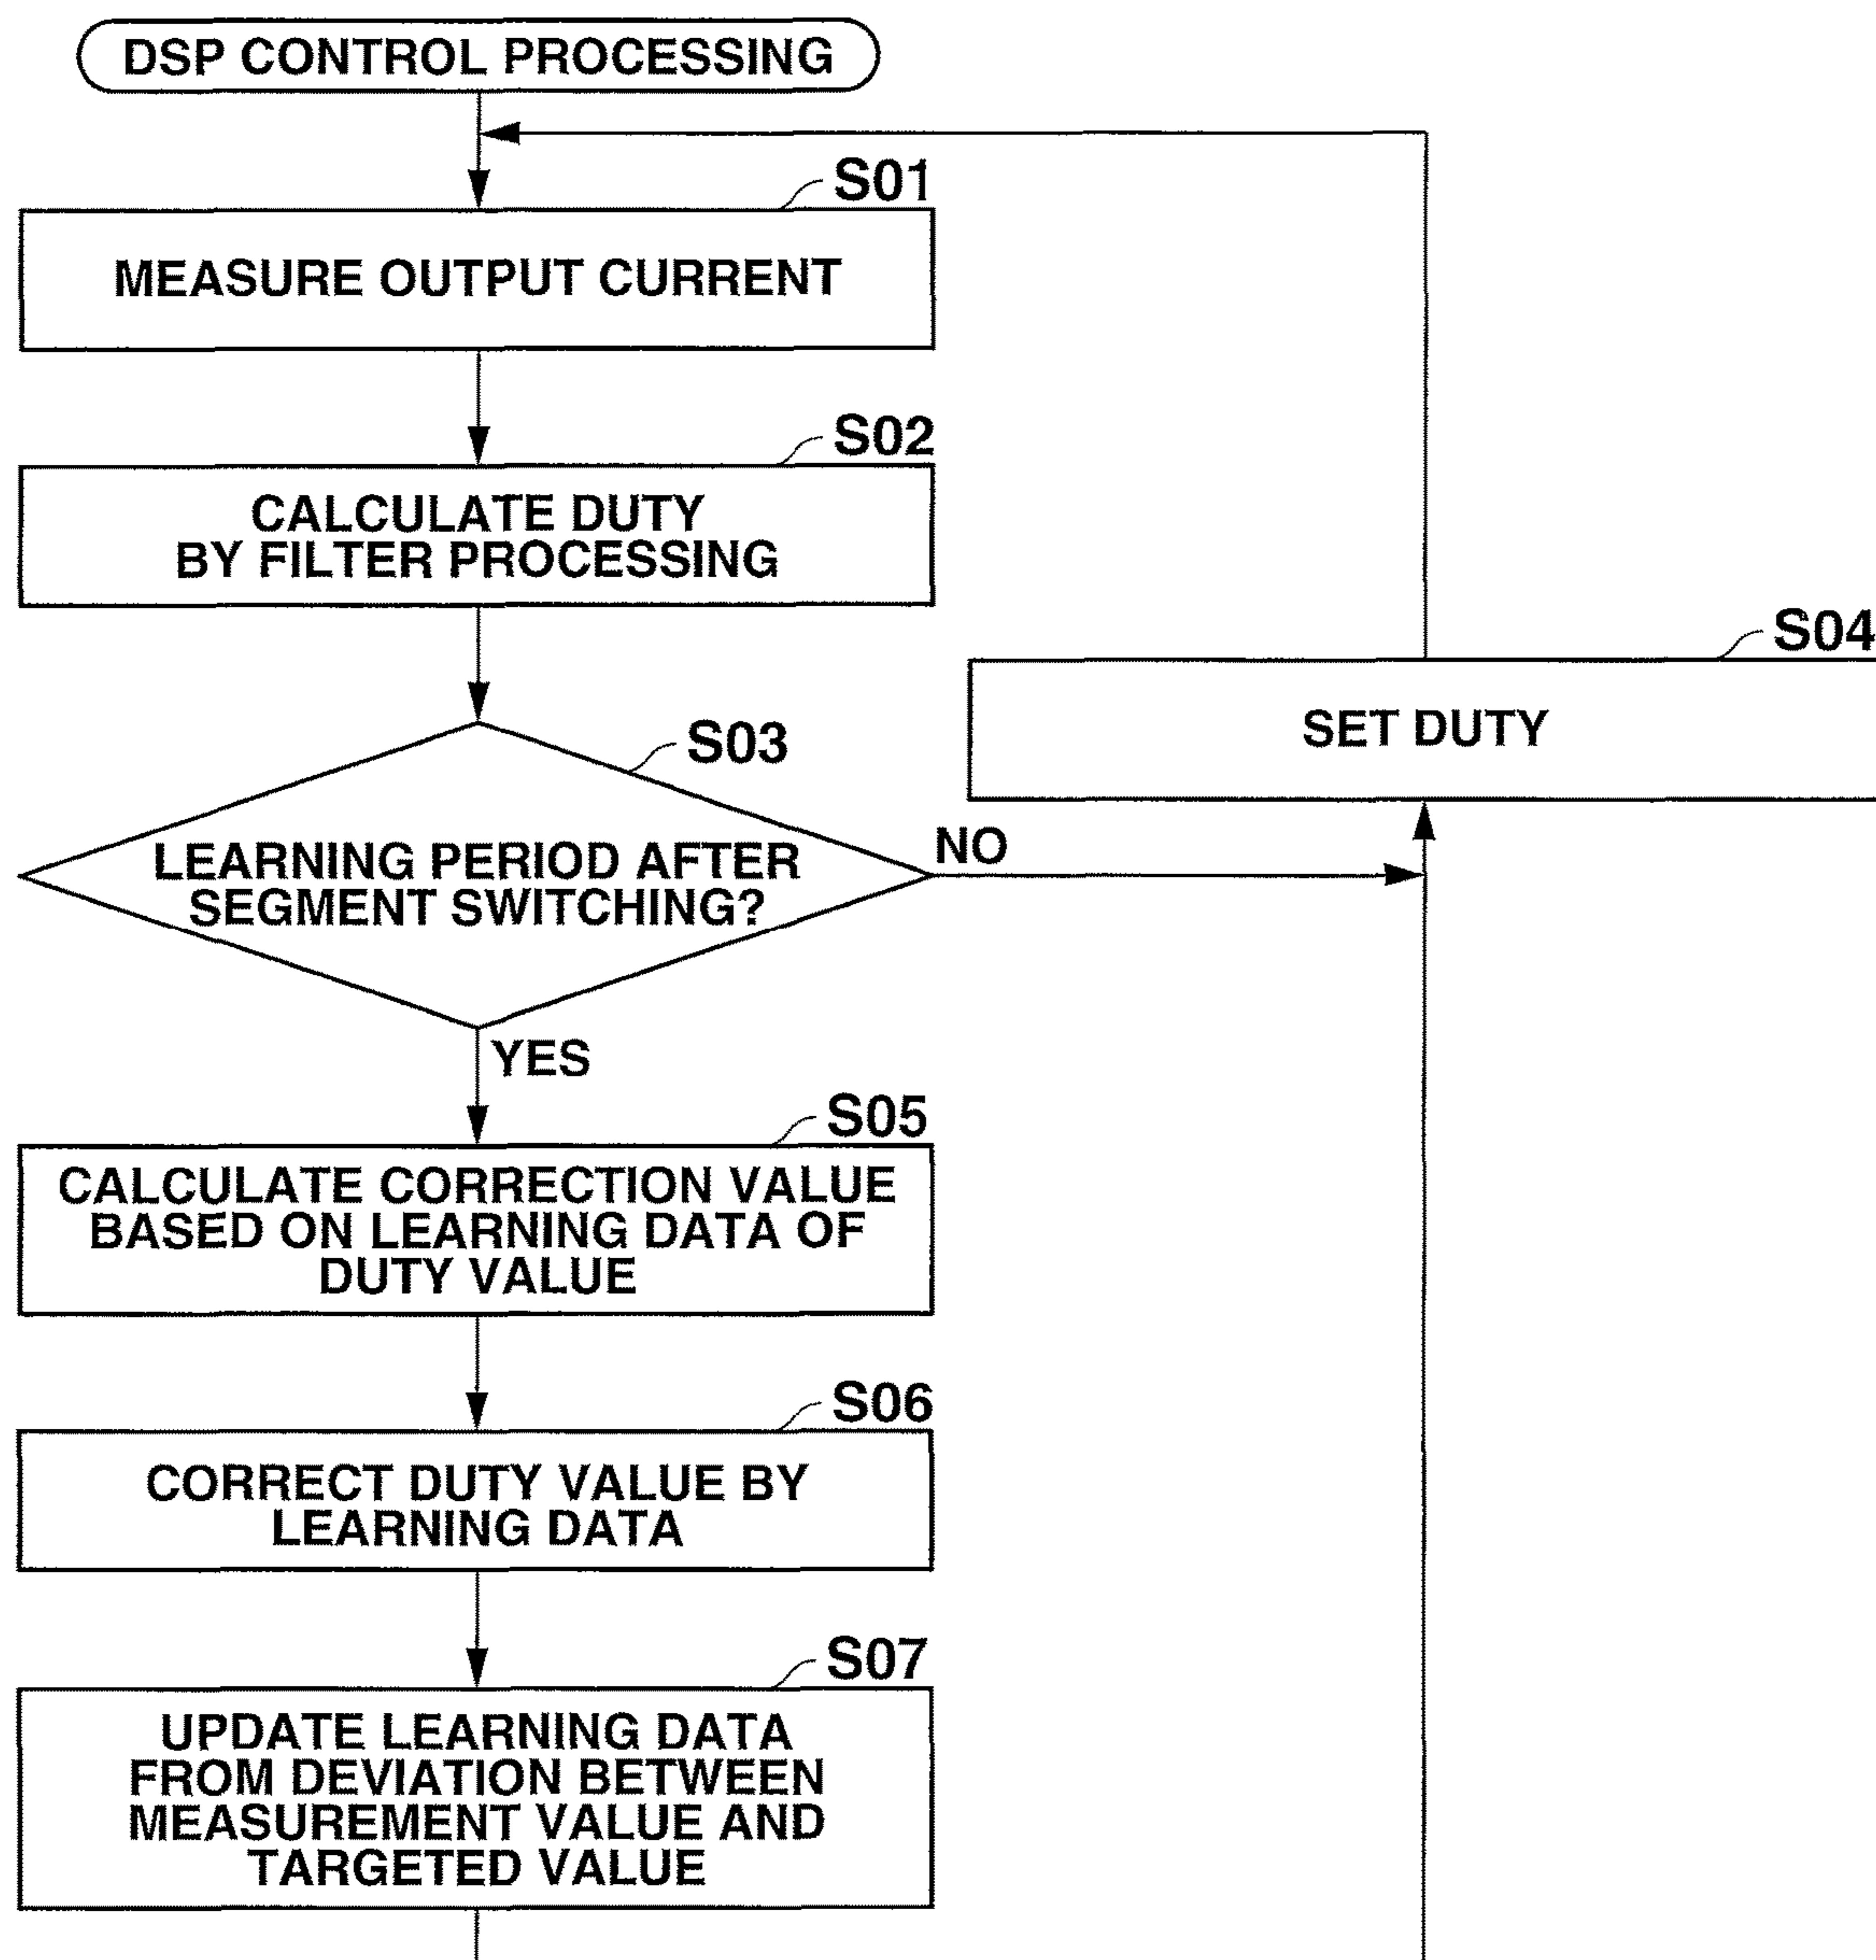 DSP CONTROL PROCESSING
S01
MEASURE OUTPUT CURRENT
S02
CALCULATE DUTY
BY FILTER PROCESSING
S04
SET DUTY
S03
LEARNING PERIOD AFTER
SEGMENT SWITCHING?
NO
YES
S05
CALCULATE CORRECTION VALUE
BASED ON LEARNING DATA OF
DUTY VALUE
S06
CORRECT DUTY VALUE BY
LEARNING DATA
S07
UPDATE LEARNING DATA
FROM DEVIATION BETWEEN
MEASUREMENT VALUE AND
TARGETED VALUE